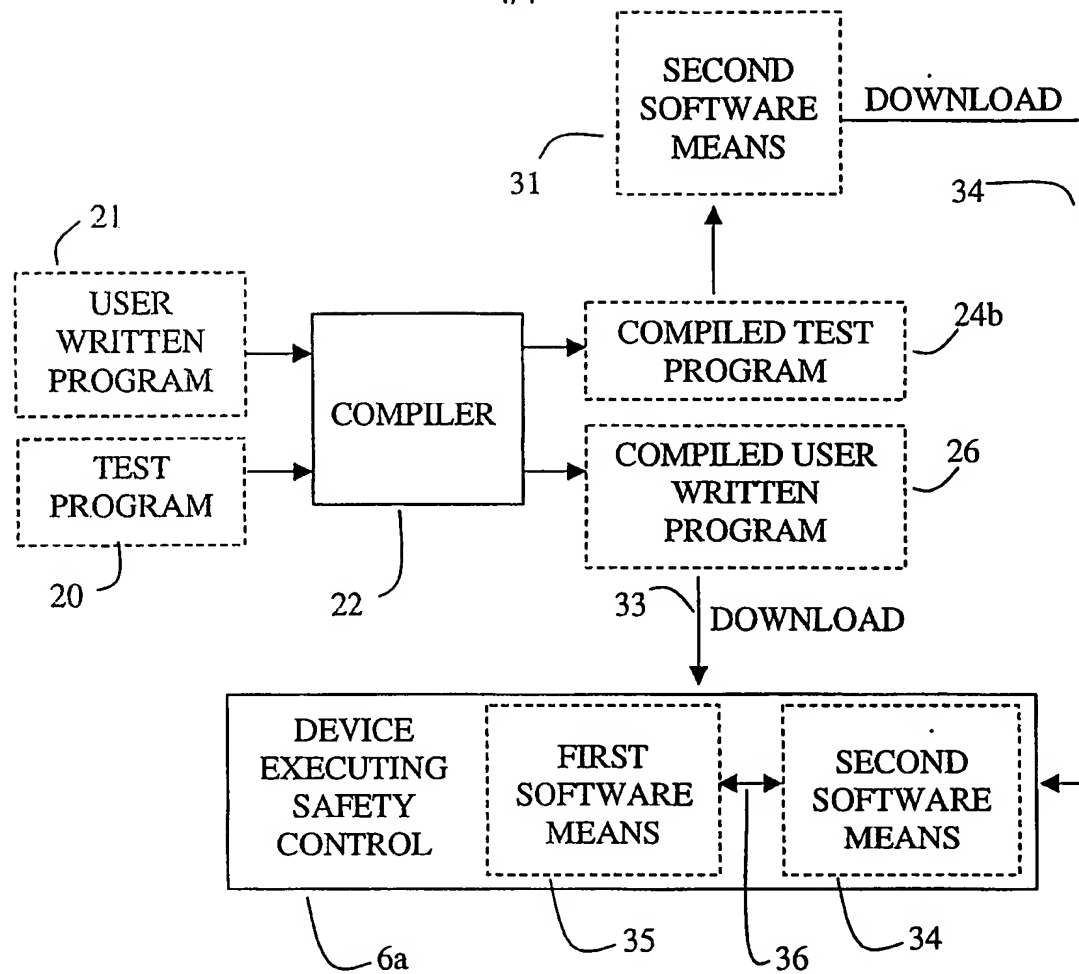 SECOND
SOFTWARE
MEANS
DOWNLOAD
31
34
21
USER
WRITTEN
PROGRAM
COMPILED TEST
PROGRAM
24b
COMPILER
TEST
PROGRAM
COMPILED USER
WRITTEN
PROGRAM
26
20
22
33
DOWNLOAD
DEVICE
EXECUTING
SAFETY
CONTROL
FIRST
SOFTWARE
MEANS
SECOND
SOFTWARE
MEANS
6a
35
36
34